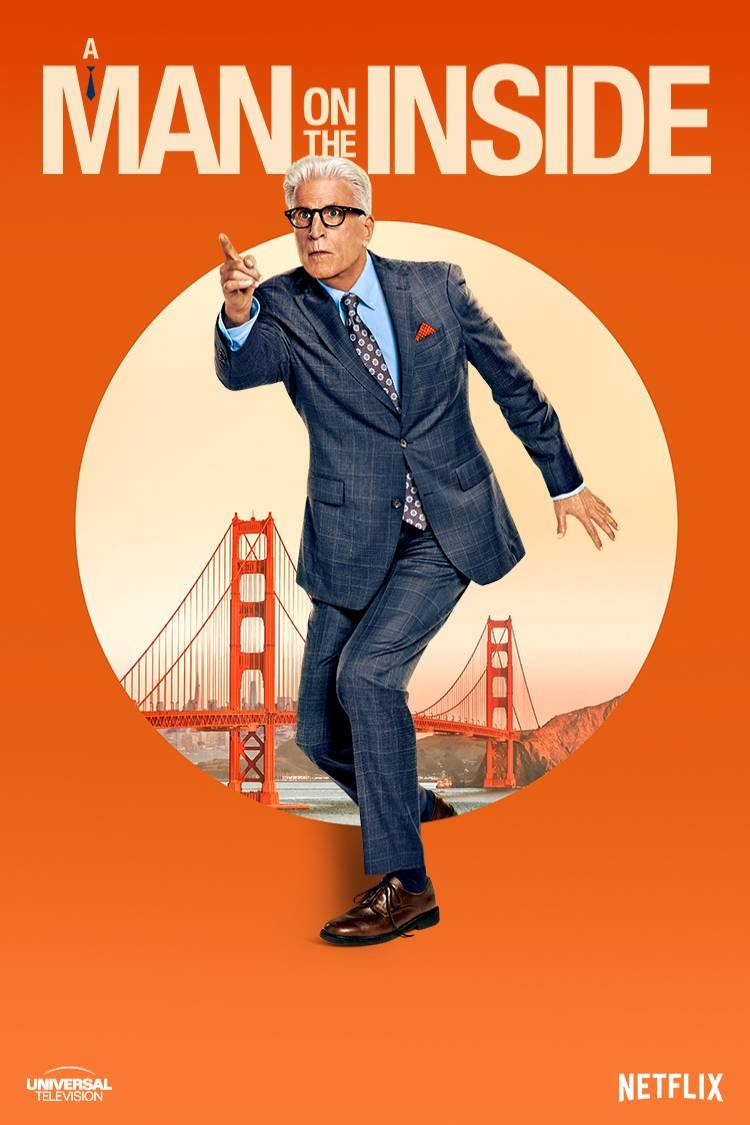 A
MAN ON THE INSIDE
UNIVERSAL
TELEVISION
NETFLIX